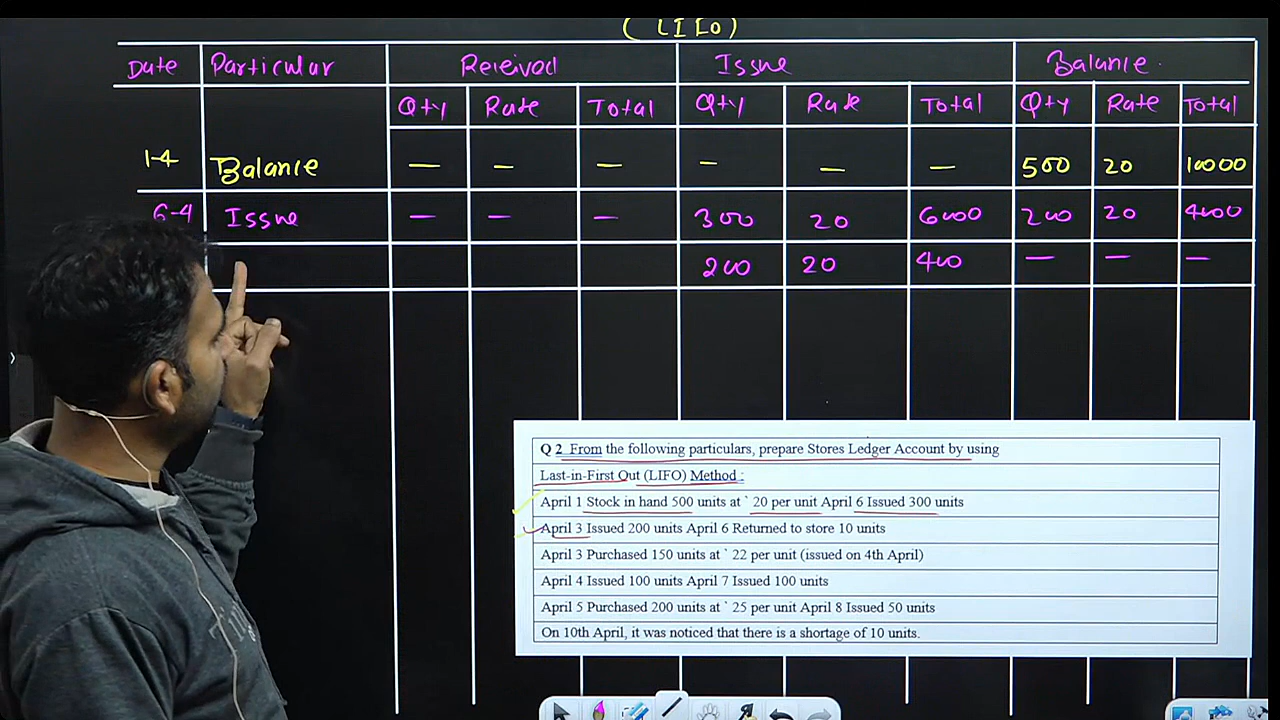 (LIFO)
Date Particular Reieived Issue Balanie
Qty Rate Total Qty Rate Total Qty Rate Total
1-4 Balanie — — — — — — 500 20 10000
6-4 Issue — — — 300 20 6000 200 20 4000
200 20 400 — — —
Q 2 From the following particulars, prepare Stores Ledger Account by using
Last-in-First Out (LIFO) Method :
April 1 Stock in hand 500 units at ` 20 per unit April 6 Issued 300 units
April 3 Issued 200 units April 6 Returned to store 10 units
April 3 Purchased 150 units at ` 22 per unit (issued on 4th April)
April 4 Issued 100 units April 7 Issued 100 units
April 5 Purchased 200 units at ` 25 per unit April 8 Issued 50 units
On 10th April, it was noticed that there is a shortage of 10 units.